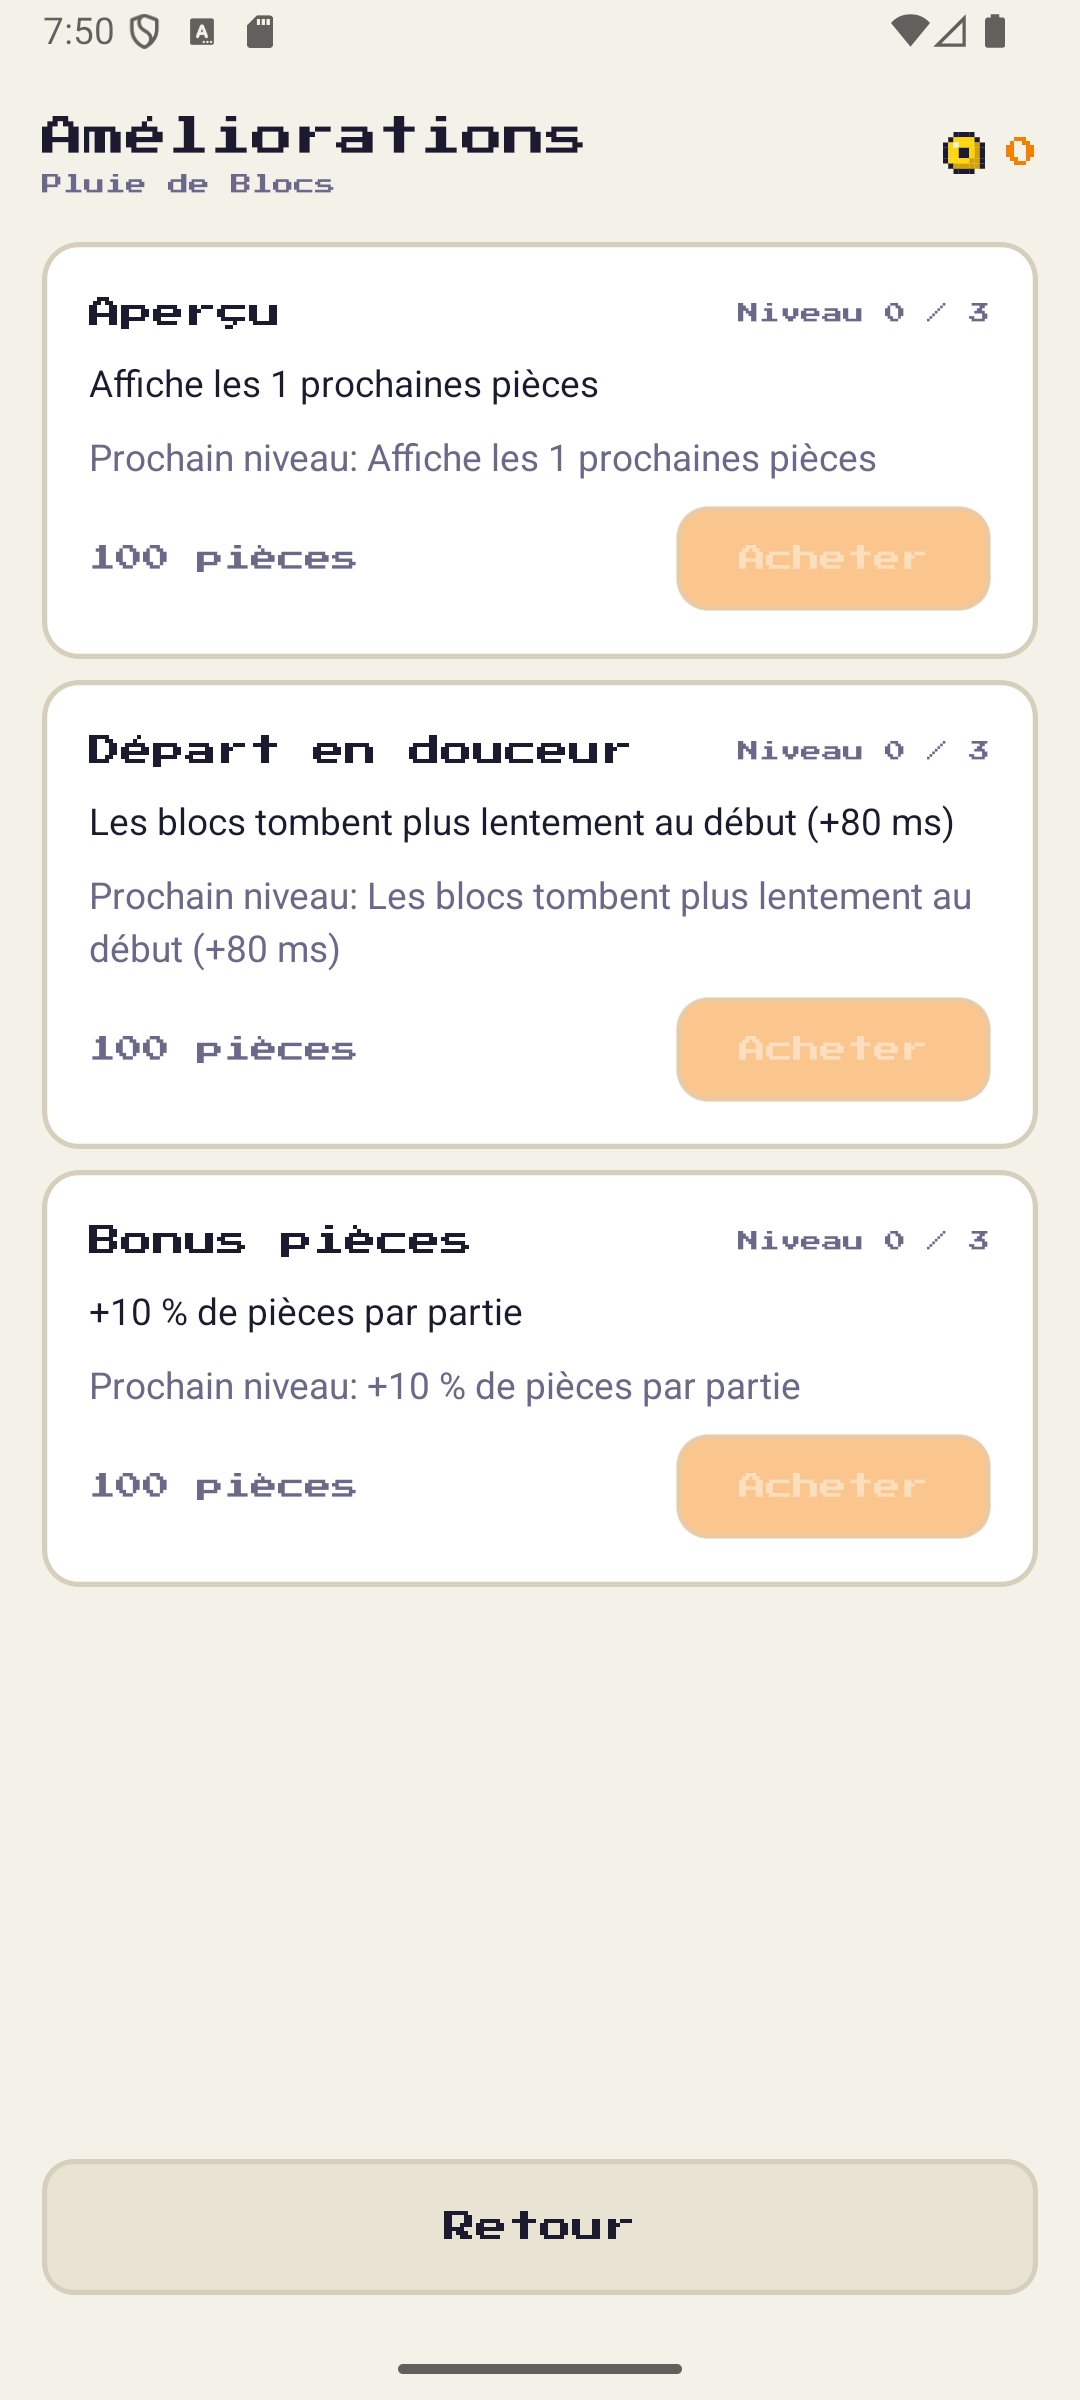 7:50
Améliorations
Pluie de Blocs
0
Aperçu
Niveau 0 / 3
Affiche les 1 prochaines pièces
Prochain niveau: Affiche les 1 prochaines pièces
100 pièces
Acheter
Départ en douceur
Niveau 0 / 3
Les blocs tombent plus lentement au début (+80 ms)
Prochain niveau: Les blocs tombent plus lentement au
début (+80 ms)
100 pièces
Acheter
Bonus pièces
Niveau 0 / 3
+10 % de pièces par partie
Prochain niveau: +10 % de pièces par partie
100 pièces
Acheter
Retour